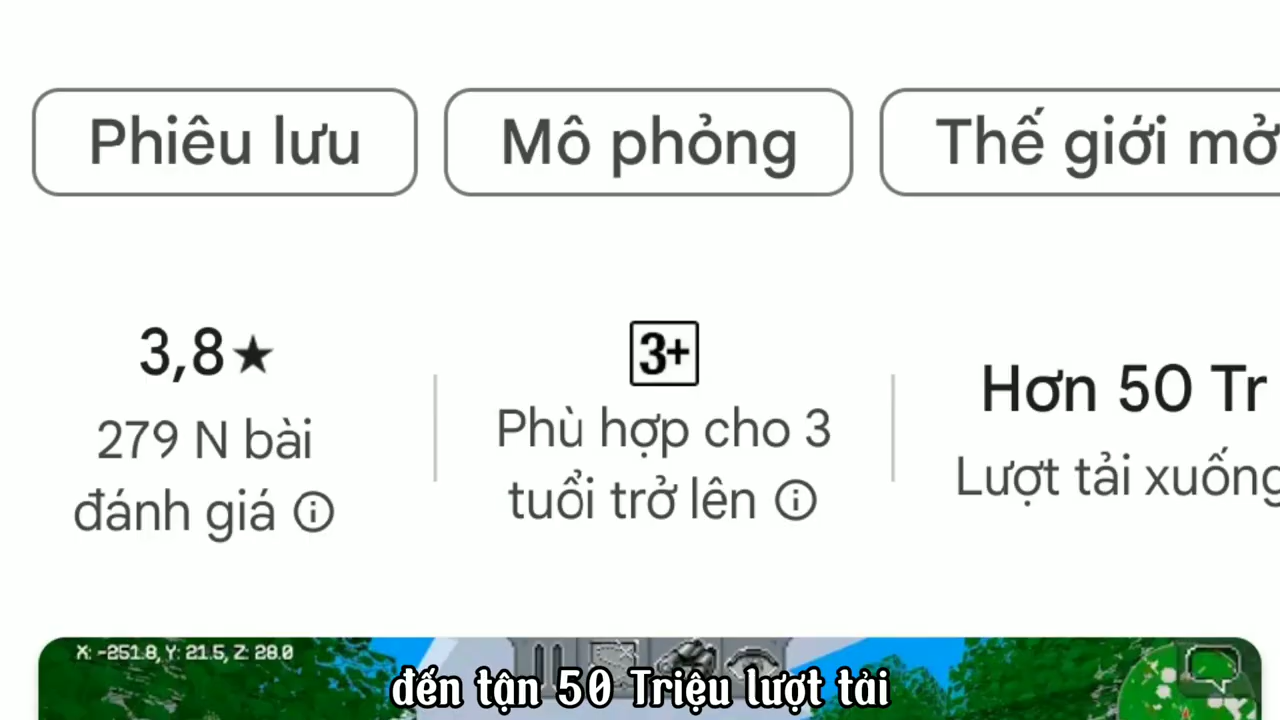 Phiêu lưu
Mô phỏng
Thế giới mở
3,8★
279 N bài
đánh giá
3+
Phù hợp cho 3
tuổi trở lên
Hơn 50 Tr
Lượt tải xuống
X: -251.8, Y: 21.5, Z: 28.0
đến tận 50 Triệu lượt tải